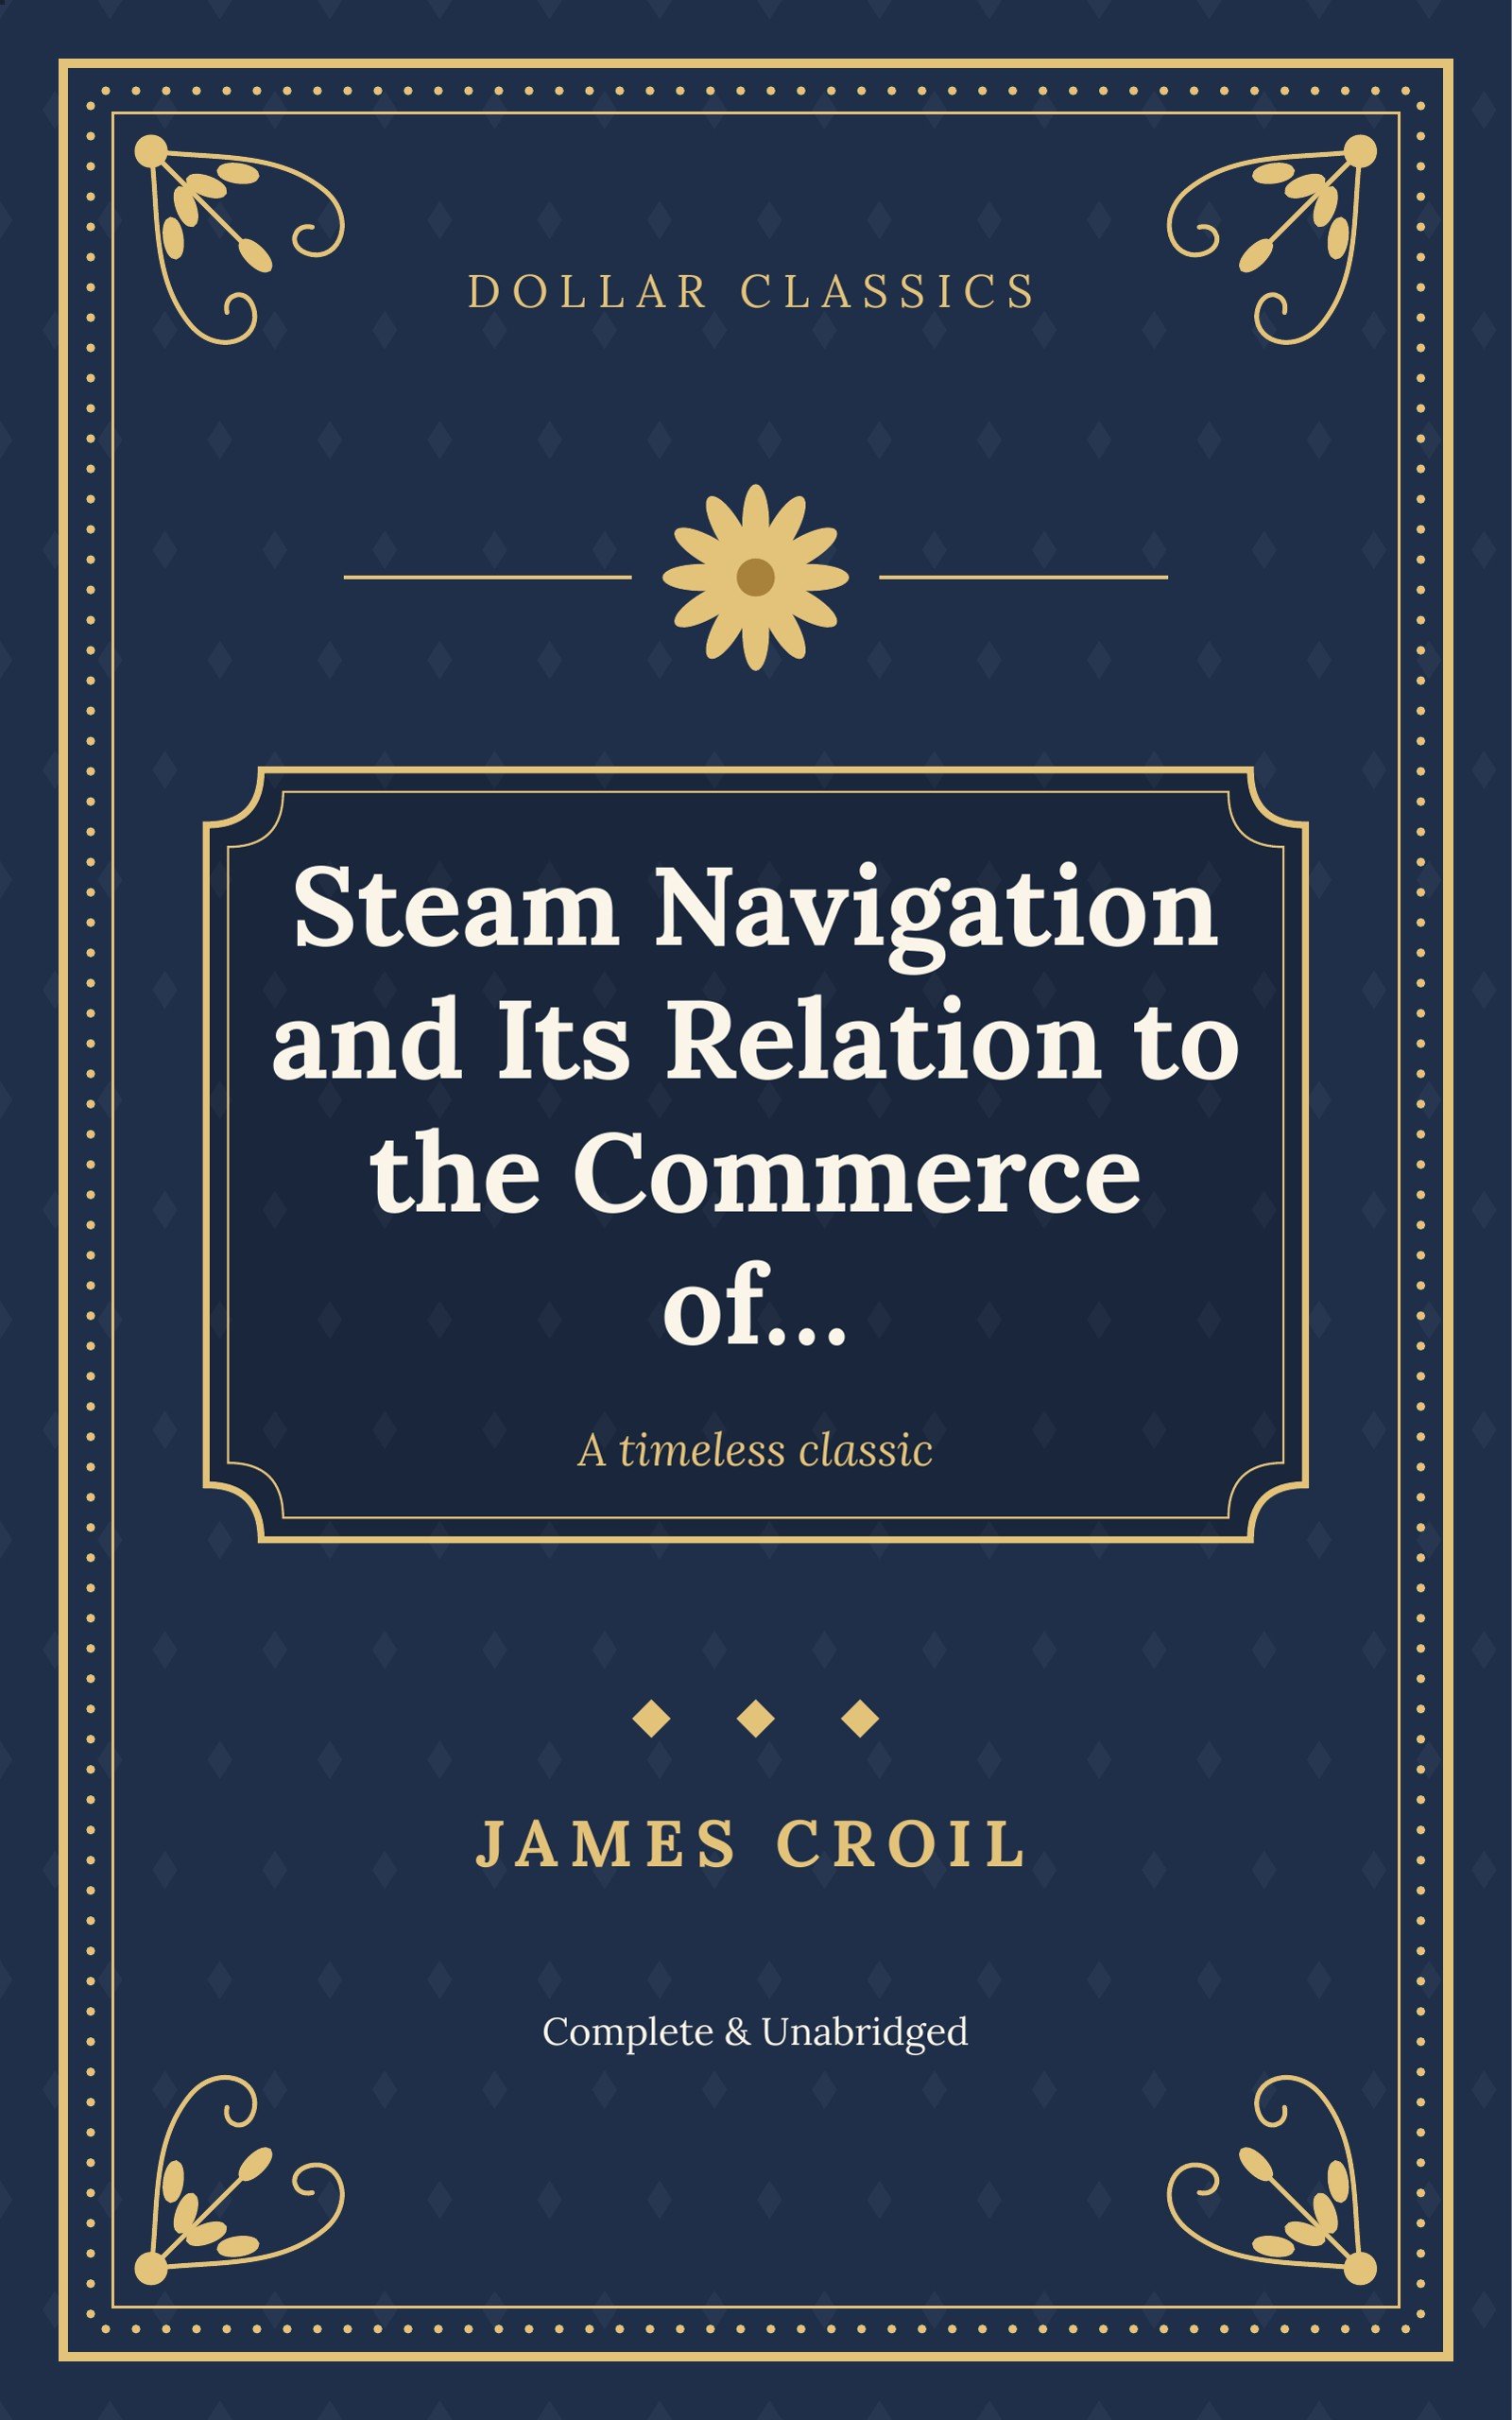 DOLLAR CLASSICS
Steam Navigation
and Its Relation to
the Commerce
of...
A timeless classic
JAMES CROIL
Complete & Unabridged